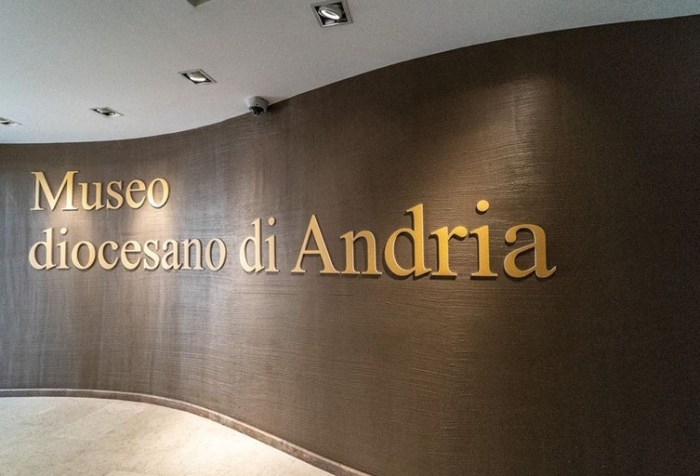 Museo
diocesano di Andria